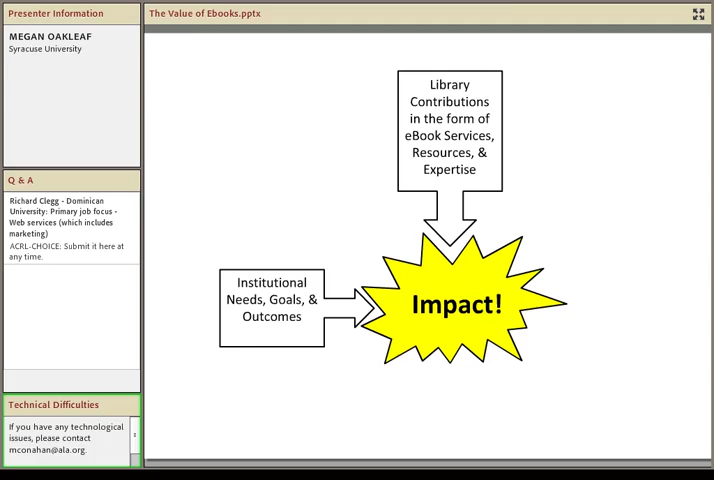 Presenter Information
MEGAN OAKLEAF
Syracuse University
Q & A
Richard Clegg - Dominican
University: Primary job focus -
Web services (which includes
marketing)
ACRL-CHOICE: Submit it here at
any time.
Technical Difficulties
If you have any technological
issues, please contact
mconahan@ala.org.
The Value of Ebooks.pptx
Library
Contributions
in the form of
eBook Services,
Resources, &
Expertise
Institutional
Needs, Goals, &
Outcomes
Impact!